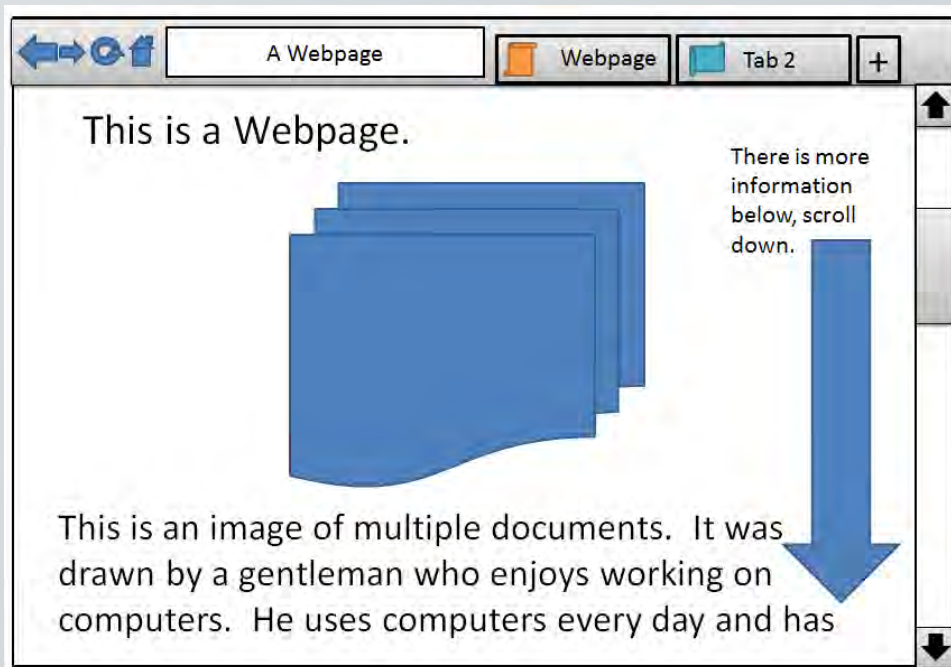 A Webpage
Webpage
Tab 2
+
This is a Webpage.
There is more
information
below, scroll
down.
This is an image of multiple documents.  It was
drawn by a gentleman who enjoys working on
computers.  He uses computers every day and has